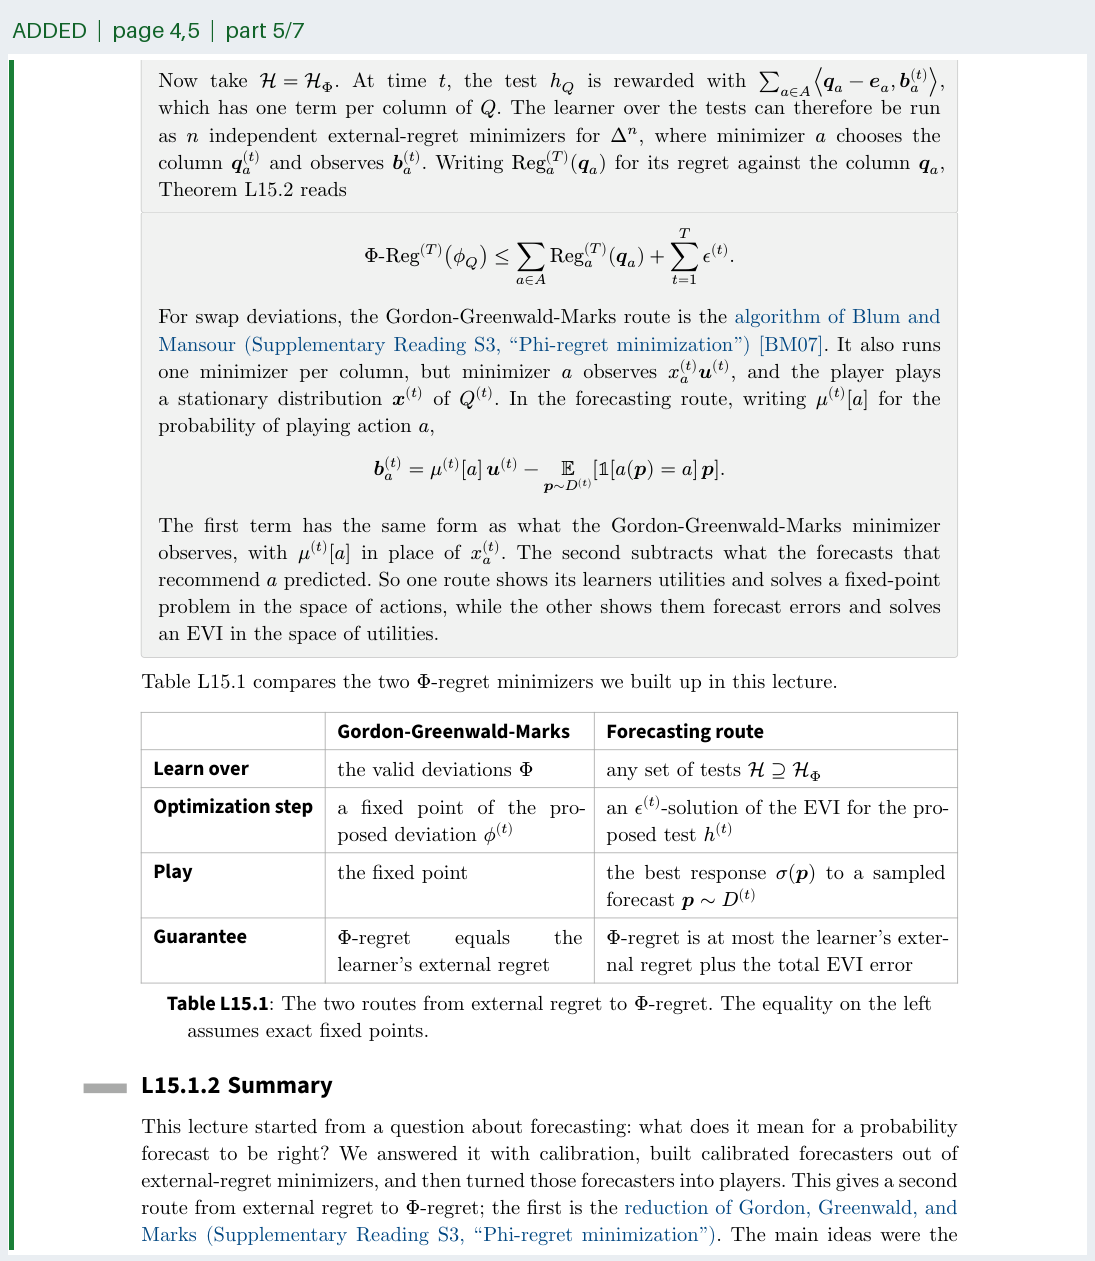 ADDED | page 4,5 | part 5/7
Now take ℋ = ℋ_Φ. At time t, the test h_Q is rewarded with ∑_{a∈A} ⟨q_a − e_a, b_a^{(t)}⟩,
which has one term per column of Q. The learner over the tests can therefore be run
as n independent external-regret minimizers for Δ^n, where minimizer a chooses the
column q_a^{(t)} and observes b_a^{(t)}. Writing Reg_a^{(T)}(q_a) for its regret against the column q_a,
Theorem L15.2 reads
Φ-Reg^{(T)}(ϕ_Q) ≤ ∑_{a∈A} Reg_a^{(T)}(q_a) + ∑_{t=1}^{T} ϵ^{(t)}.
For swap deviations, the Gordon-Greenwald-Marks route is the algorithm of Blum and
Mansour (Supplementary Reading S3, “Phi-regret minimization”) [BM07]. It also runs
one minimizer per column, but minimizer a observes x_a^{(t)} u^{(t)}, and the player plays
a stationary distribution x^{(t)} of Q^{(t)}. In the forecasting route, writing μ^{(t)}[a] for the
probability of playing action a,
b_a^{(t)} = μ^{(t)}[a] u^{(t)} − 𝔼_{p∼D^{(t)}} [𝟙[a(p) = a] p].
The first term has the same form as what the Gordon-Greenwald-Marks minimizer
observes, with μ^{(t)}[a] in place of x_a^{(t)}. The second subtracts what the forecasts that
recommend a predicted. So one route shows its learners utilities and solves a fixed-point
problem in the space of actions, while the other shows them forecast errors and solves
an EVI in the space of utilities.
Table L15.1 compares the two Φ-regret minimizers we built up in this lecture.
Gordon-Greenwald-Marks
Forecasting route
Learn over
the valid deviations Φ
any set of tests ℋ ⊇ ℋ_Φ
Optimization step
a fixed point of the pro-
posed deviation ϕ^{(t)}
an ϵ^{(t)}-solution of the EVI for the pro-
posed test h^{(t)}
Play
the fixed point
the best response σ(p) to a sampled
forecast p ∼ D^{(t)}
Guarantee
Φ-regret equals the
learner’s external regret
Φ-regret is at most the learner’s exter-
nal regret plus the total EVI error
Table L15.1: The two routes from external regret to Φ-regret. The equality on the left
assumes exact fixed points.
L15.1.2 Summary
This lecture started from a question about forecasting: what does it mean for a probability
forecast to be right? We answered it with calibration, built calibrated forecasters out of
external-regret minimizers, and then turned those forecasters into players. This gives a second
route from external regret to Φ-regret; the first is the reduction of Gordon, Greenwald, and
Marks (Supplementary Reading S3, “Phi-regret minimization”). The main ideas were the